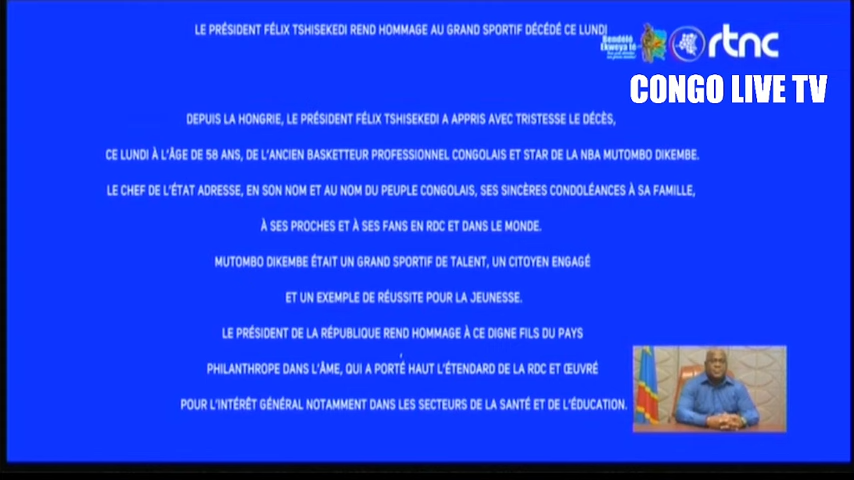 LE PRÉSIDENT FÉLIX TSHISEKEDI REND HOMMAGE AU GRAND SPORTIF DÉCÉDÉ CE LUNDI
Bendélé
Ekweya té
rtnc
CONGO LIVE TV
DEPUIS LA HONGRIE, LE PRÉSIDENT FÉLIX TSHISEKEDI A APPRIS AVEC TRISTESSE LE DÉCÈS,
CE LUNDI À L'ÂGE DE 58 ANS, DE L'ANCIEN BASKETTEUR PROFESSIONNEL CONGOLAIS ET STAR DE LA NBA MUTOMBO DIKEMBE.
LE CHEF DE L'ÉTAT ADRESSE, EN SON NOM ET AU NOM DU PEUPLE CONGOLAIS, SES SINCÈRES CONDOLÉANCES À SA FAMILLE,
À SES PROCHES ET À SES FANS EN RDC ET DANS LE MONDE.
MUTOMBO DIKEMBE ÉTAIT UN GRAND SPORTIF DE TALENT, UN CITOYEN ENGAGÉ
ET UN EXEMPLE DE RÉUSSITE POUR LA JEUNESSE.
LE PRÉSIDENT DE LA RÉPUBLIQUE REND HOMMAGE À CE DIGNE FILS DU PAYS
PHILANTHROPE DANS L'ÂME, QUI A PORTÉ HAUT L'ÉTENDARD DE LA RDC ET ŒUVRÉ
POUR L'INTÉRÊT GÉNÉRAL NOTAMMENT DANS LES SECTEURS DE LA SANTÉ ET DE L'ÉDUCATION.